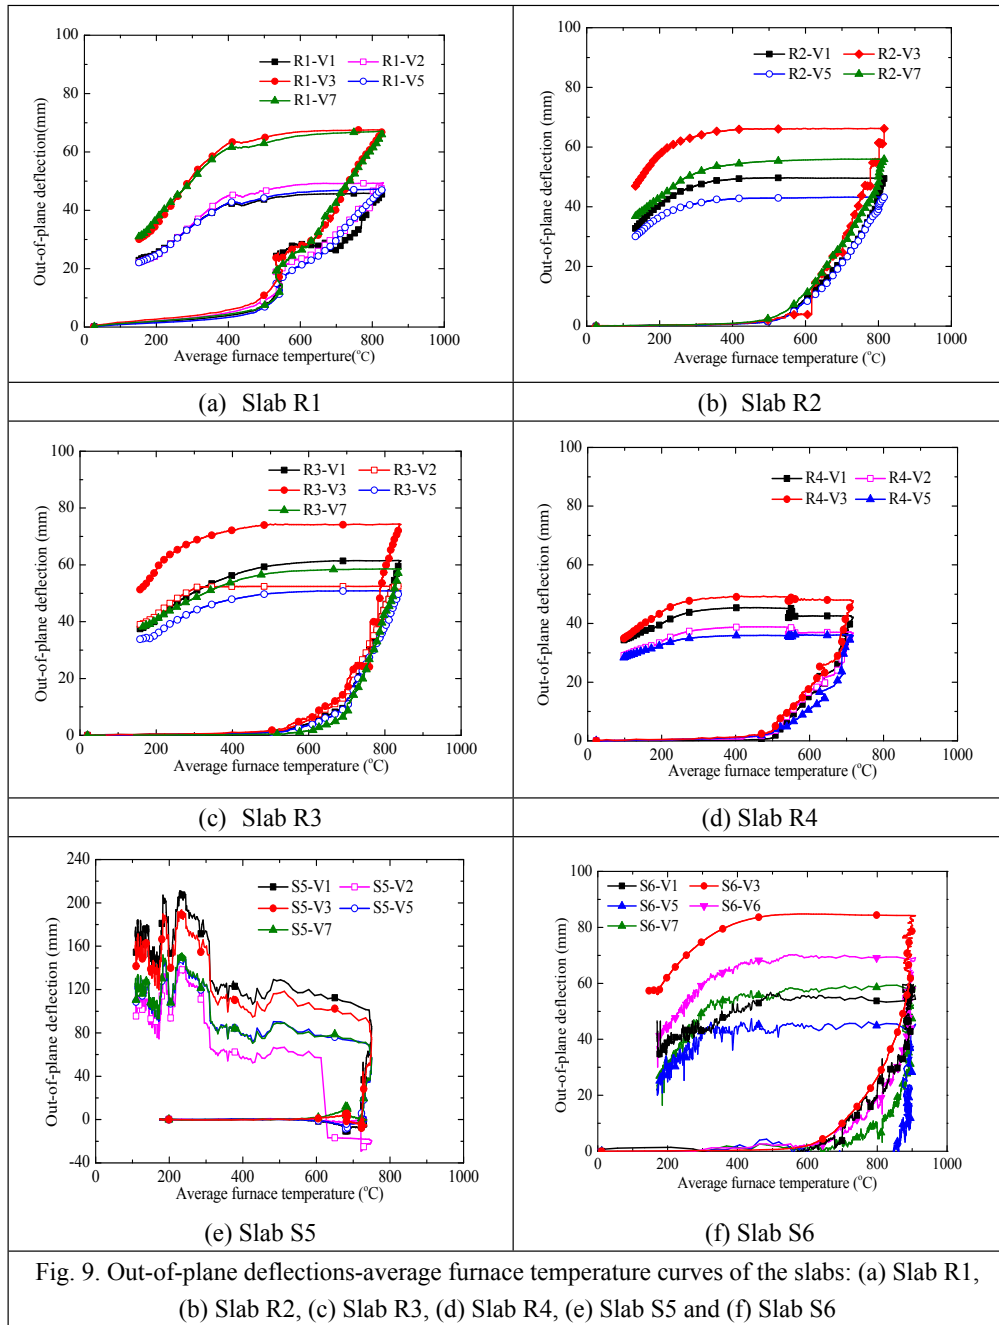 100
80
60
40
20
0
Out-of-plane deflection(mm)
R1-V1 R1-V2
R1-V3 R1-V5
R1-V7
200 400 600 800 1000
Average furnace temperture(°C)
(a) Slab R1
100
80
60
40
20
0
Out-of-plane deflection (mm)
R2-V1 R2-V3
R2-V5 R2-V7
200 400 600 800 1000
Average furnace temperature (°C)
(b) Slab R2
100
80
60
40
20
0
Out-of-plane deflection (mm)
R3-V1 R3-V2
R3-V3 R3-V5
R3-V7
200 400 600 800 1000
Average furnace temperature (°C)
(c) Slab R3
100
80
60
40
20
0
Out-of-plane deflection (mm)
R4-V1 R4-V2
R4-V3 R4-V5
200 400 600 800 1000
Average furnace temperature (°C)
(d) Slab R4
240
200
160
120
80
40
0
-40
Out-of-plane deflection (mm)
S5-V1 S5-V2
S5-V3 S5-V5
S5-V7
0 200 400 600 800 1000
Average furnace temperature (°C)
(e) Slab S5
100
80
60
40
20
0
Out-of-plane deflection (mm)
S6-V1 S6-V3
S6-V5 S6-V6
S6-V7
0 200 400 600 800 1000
Average furnace temperature (°C)
(f) Slab S6
Fig. 9. Out-of-plane deflections-average furnace temperature curves of the slabs: (a) Slab R1,
(b) Slab R2, (c) Slab R3, (d) Slab R4, (e) Slab S5 and (f) Slab S6